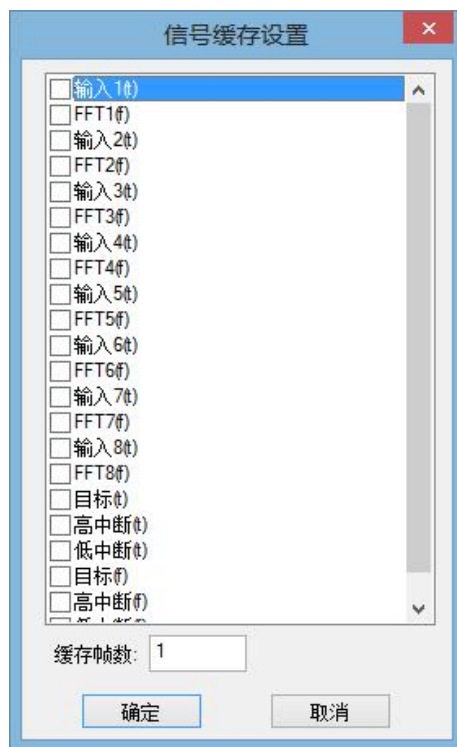 信号缓存设置
输入1(t)
FFT1(f)
输入2(t)
FFT2(f)
输入3(t)
FFT3(f)
输入4(t)
FFT4(f)
输入5(t)
FFT5(f)
输入6(t)
FFT6(f)
输入7(t)
FFT7(f)
输入8(t)
FFT8(f)
目标(t)
高中断(t)
低中断(t)
目标(f)
高中断(f)
缓存帧数: 1
确定 取消